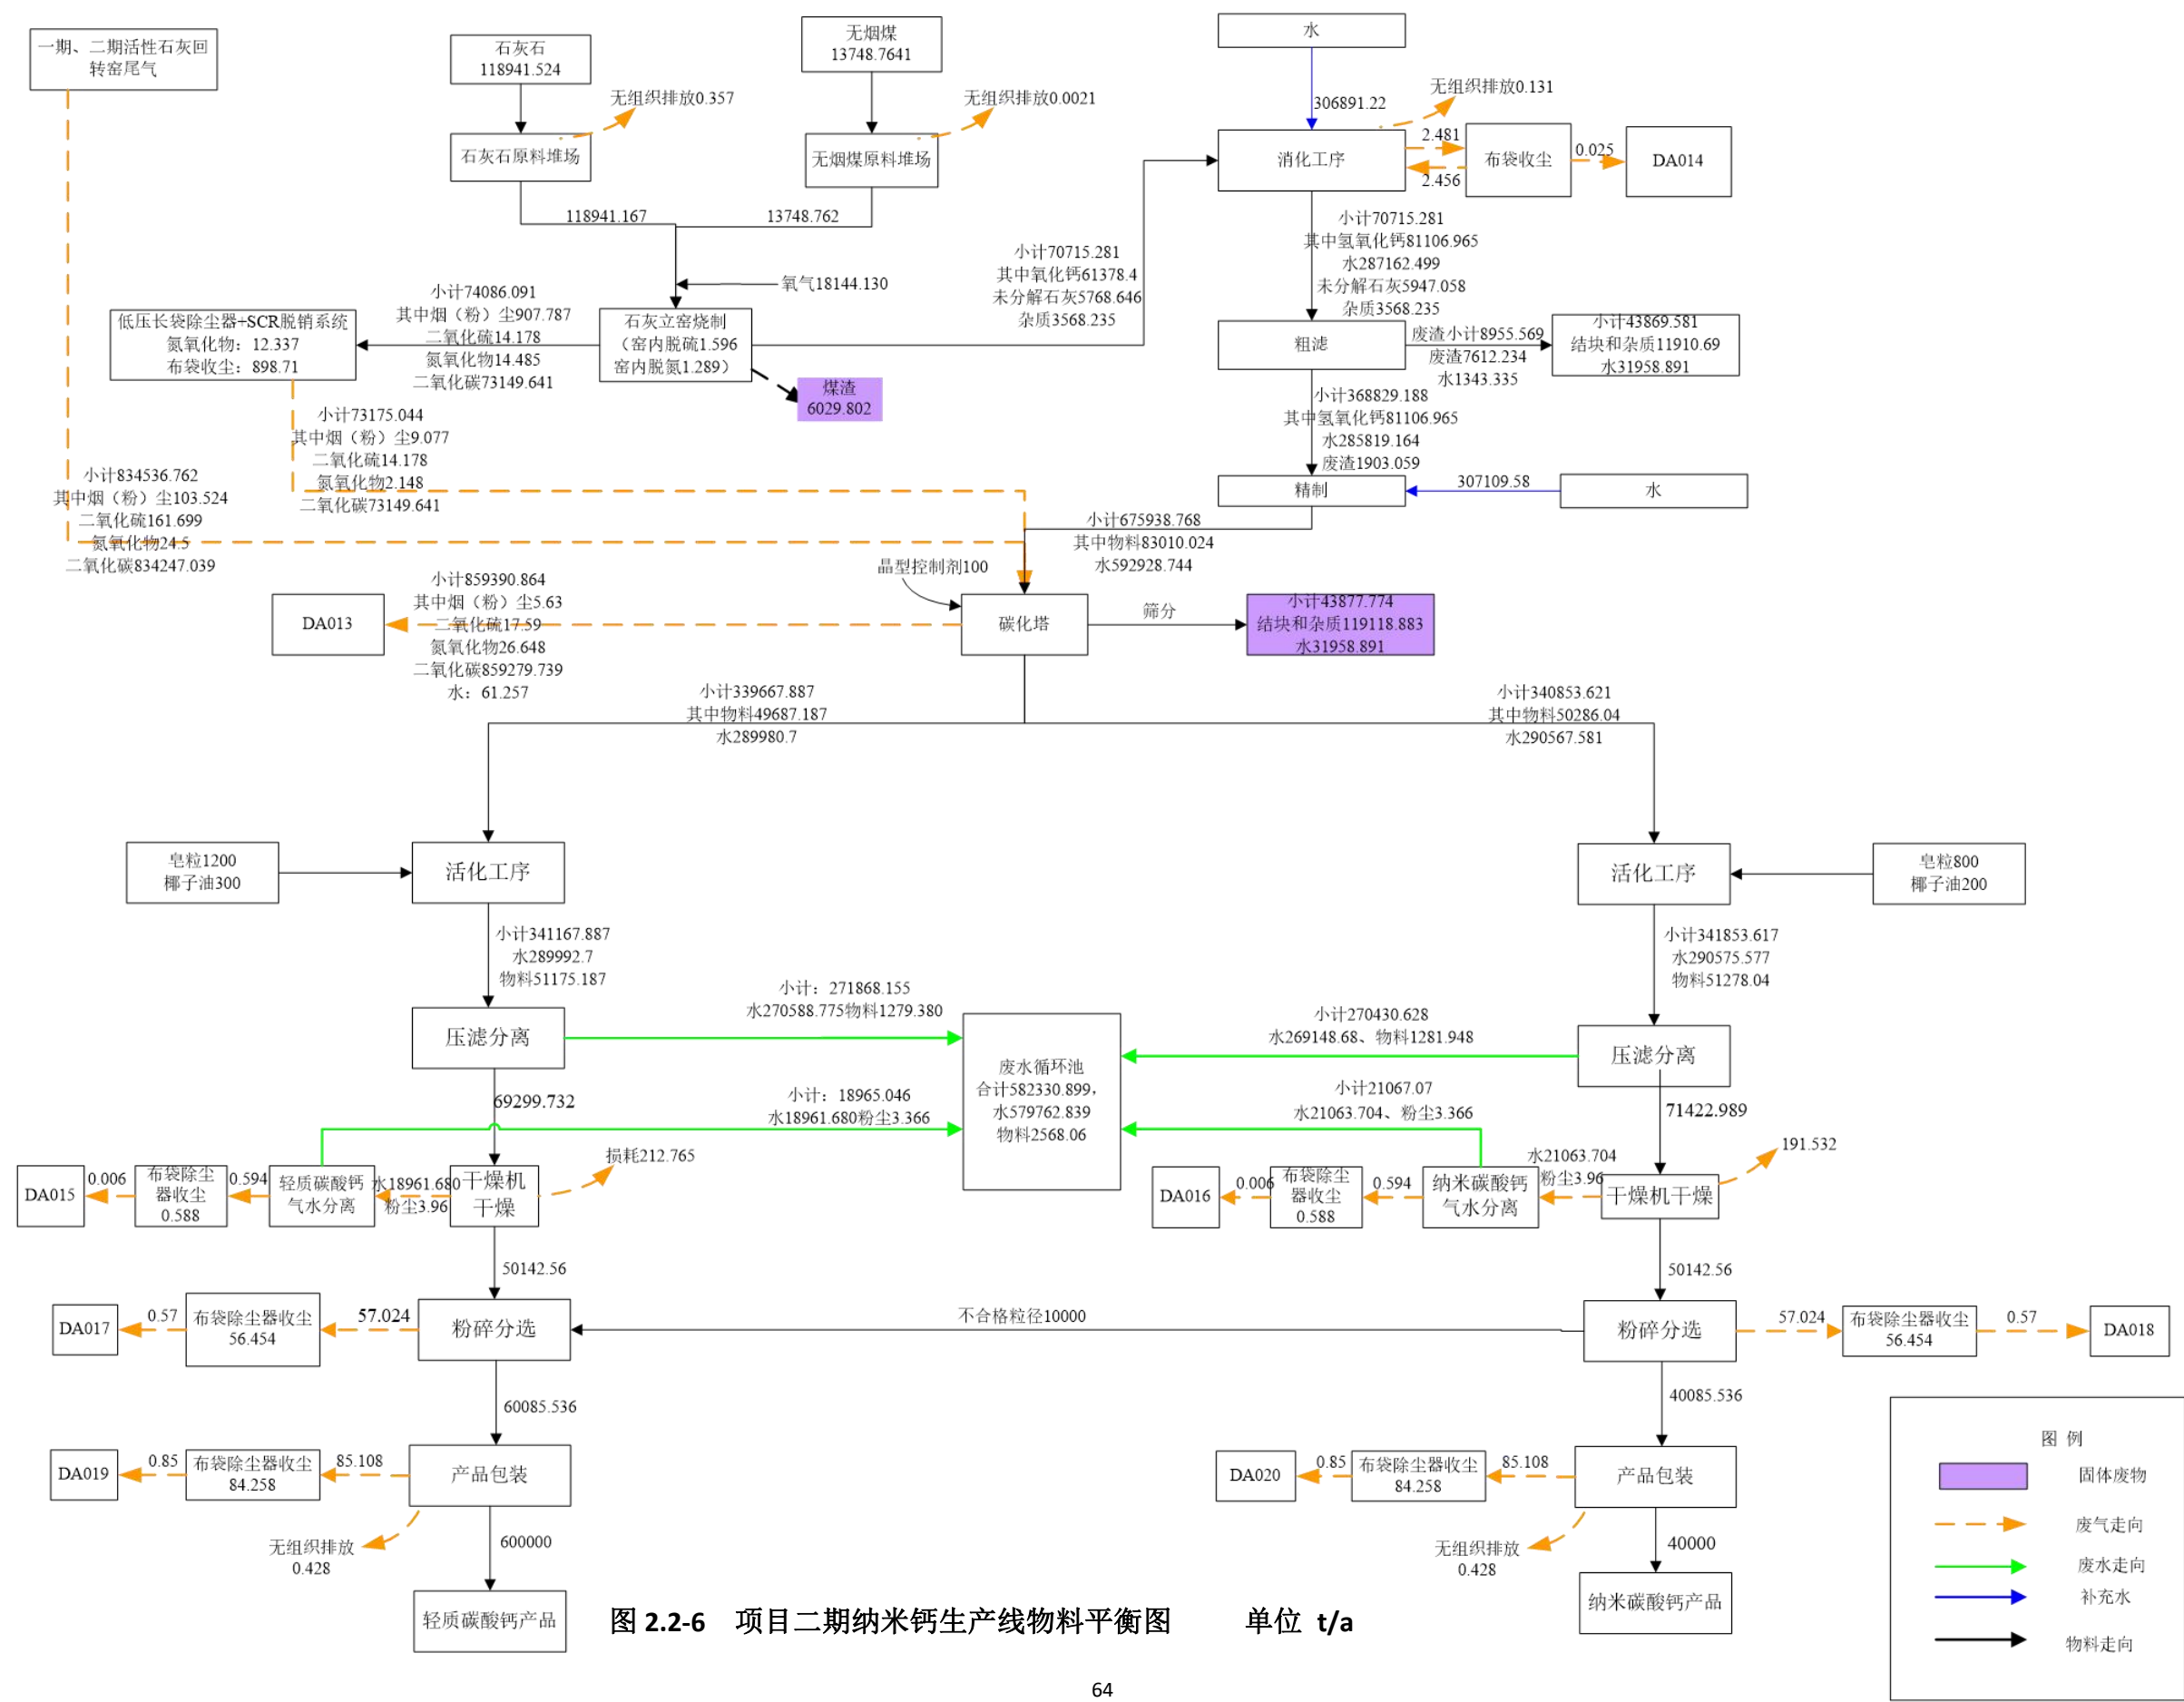 一期、二期活性石灰回
转窑尾气
石灰石
118941.524
无烟煤
13748.7641
水
无组织排放0.357
无组织排放0.0021
306891.22
无组织排放0.131
石灰石原料堆场
无烟煤原料堆场
消化工序
2.481
2.456
布袋收尘
0.025
DA014
118941.167
13748.762
氧气18144.130
小计70715.281
其中氧化钙61378.4
未分解石灰5768.646
杂质3568.235
小计70715.281
其中氢氧化钙81106.965
水287162.499
未分解石灰5947.058
杂质3568.235
小计74086.091
其中烟（粉）尘907.787
二氧化硫14.178
氮氧化物14.485
二氧化碳73149.641
低压长袋除尘器+SCR脱销系统
氮氧化物：12.337
布袋收尘：898.71
石灰立窑烧制
（窑内脱硫1.596
窑内脱氮1.289）
煤渣
6029.802
粗滤
废渣小计8955.569
废渣7612.234
水1343.335
小计43869.581
结块和杂质11910.69
水31958.891
小计73175.044
其中烟（粉）尘9.077
二氧化硫14.178
氮氧化物2.148
二氧化碳73149.641
小计368829.188
其中氢氧化钙81106.965
水285819.164
废渣1903.059
小计834536.762
其中烟（粉）尘103.524
二氧化硫161.699
氮氧化物24.5
二氧化碳834247.039
精制
307109.58
水
小计675938.768
其中物料83010.024
水592928.744
晶型控制剂100
小计859390.864
其中烟（粉）尘5.63
二氧化硫17.59
氮氧化物26.648
二氧化碳859279.739
水：61.257
DA013
碳化塔
筛分
小计43877.774
结块和杂质119118.883
水31958.891
小计339667.887
其中物料49687.187
水289980.7
小计340853.621
其中物料50286.04
水290567.581
皂粒1200
椰子油300
活化工序
活化工序
皂粒800
椰子油200
小计341167.887
水289992.7
物料51175.187
小计341853.617
水290575.577
物料51278.04
压滤分离
小计：271868.155
水270588.775物料1279.380
废水循环池
合计582330.899，
水579762.839
物料2568.06
小计270430.628
水269148.68、物料1281.948
压滤分离
69299.732
小计：18965.046
水18961.680粉尘3.366
小计21067.07
水21063.704、粉尘3.366
71422.989
DA015
0.006
布袋除尘
器收尘
0.588
0.594
轻质碳酸钙
气水分离
水18961.680
粉尘3.96
干燥机
干燥
损耗212.765
DA016
0.006
布袋除尘
器收尘
0.588
0.594
纳米碳酸钙
气水分离
水21063.704
粉尘3.96
干燥机干燥
191.532
50142.56
50142.56
DA017
0.57
布袋除尘器收尘
56.454
57.024
粉碎分选
不合格粒径10000
粉碎分选
57.024
布袋除尘器收尘
56.454
0.57
DA018
60085.536
40085.536
DA019
0.85
布袋除尘器收尘
84.258
85.108
产品包装
DA020
0.85
布袋除尘器收尘
84.258
85.108
产品包装
无组织排放
0.428
600000
无组织排放
0.428
40000
轻质碳酸钙产品
纳米碳酸钙产品
图 例
固体废物
废气走向
废水走向
补充水
物料走向
图 2.2-6 项目二期纳米钙生产线物料平衡图 单位 t/a
64